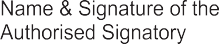 Name & Signature of the
Authorised Signatory